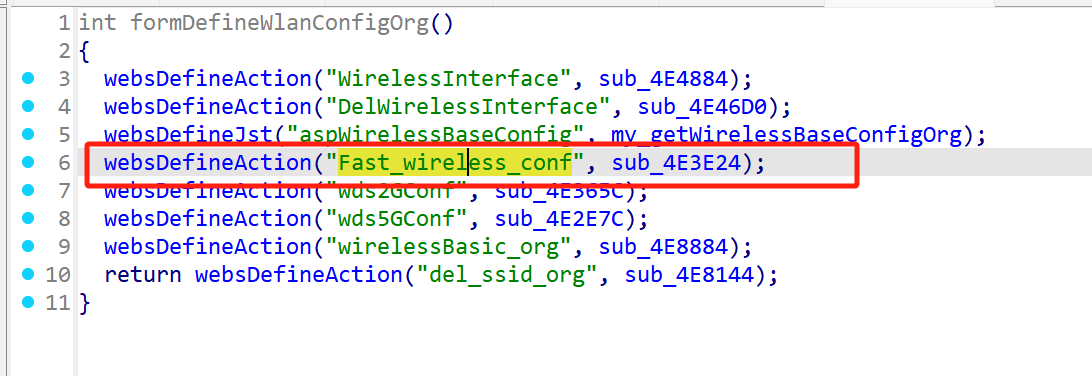 1 int formDefineWlanConfigOrg()
2 {
3 websDefineAction("WirelessInterface", sub_4E4884);
4 websDefineAction("DelWirelessInterface", sub_4E46D0);
5 websDefineJst("aspWirelessBaseConfig", my_getWirelessBaseConfigOrg);
6 websDefineAction("Fast_wireless_conf", sub_4E3E24);
7 websDefineAction("wds2GConf", sub_4E365C);
8 websDefineAction("wds5GConf", sub_4E2E7C);
9 websDefineAction("wirelessBasic_org", sub_4E8884);
10 return websDefineAction("del_ssid_org", sub_4E8144);
11 }